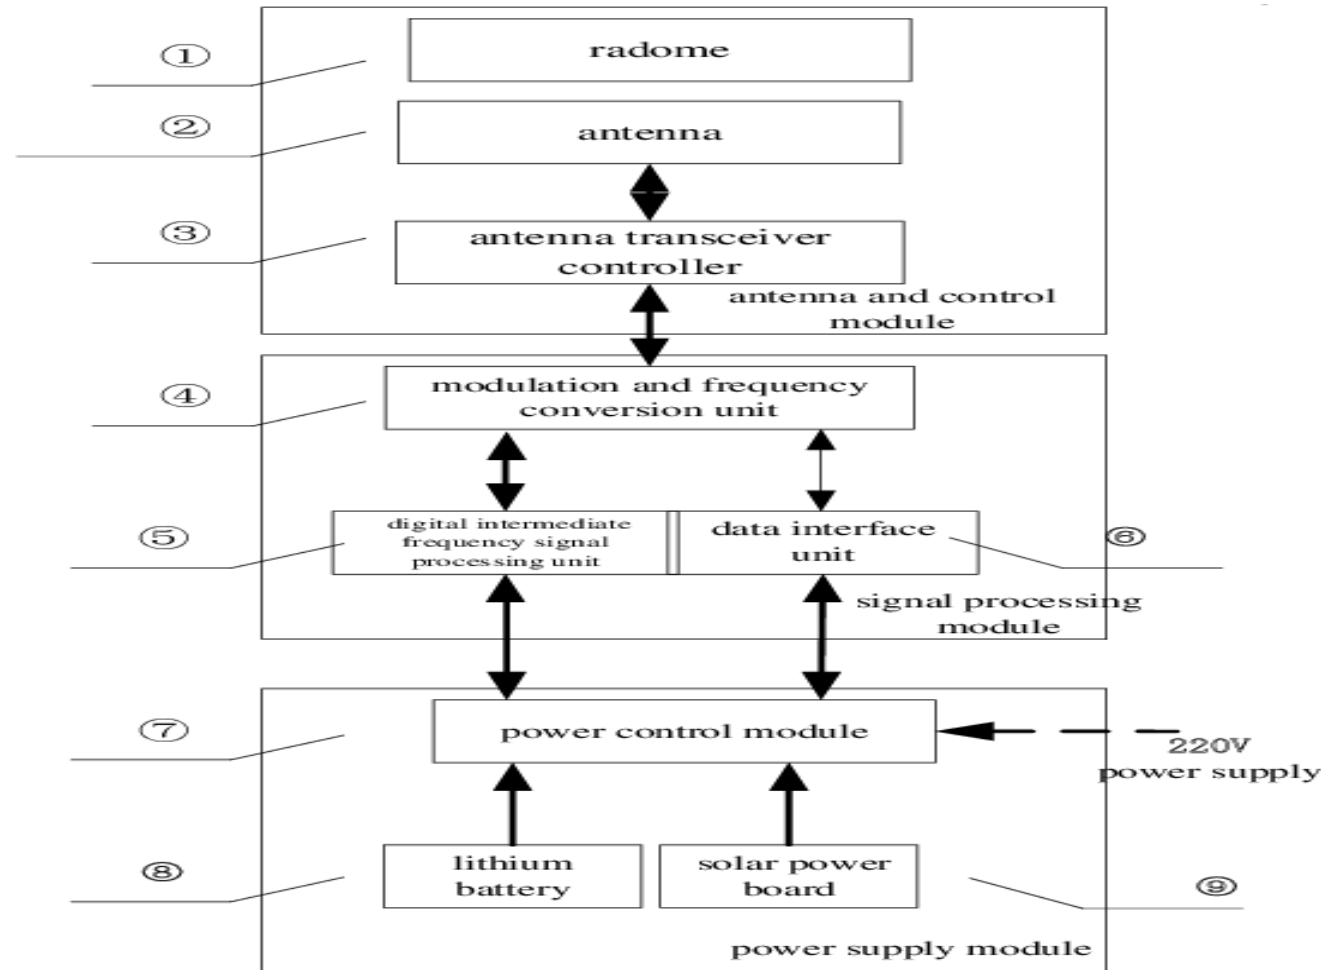 ①
radome
②
antenna
③
antenna transceiver
controller
antenna and control
module
④
modulation and frequency
conversion unit
⑤
digital intermediate
frequency signal
processing unit
data interface
unit
⑥
signal processing
module
⑦
power control module
220V
power supply
⑧
lithium
battery
solar power
board
⑨
power supply module